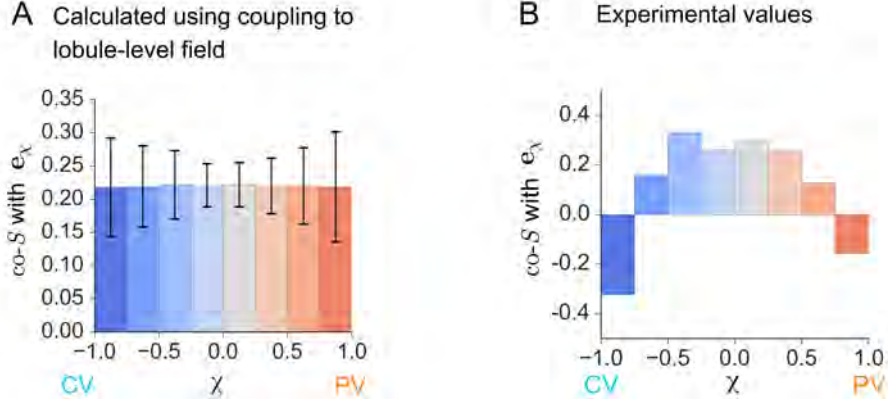 A Calculated using coupling to
lobule-level field
co-S with eχ
0.35
0.30
0.25
0.20
0.15
0.10
0.05
0.00
−1.0 −0.5 0.0 0.5 1.0
CV χ PV
B Experimental values
co-S with eχ
0.4
0.2
0.0
-0.2
-0.4
−1.0 −0.5 0.0 0.5 1.0
CV χ PV